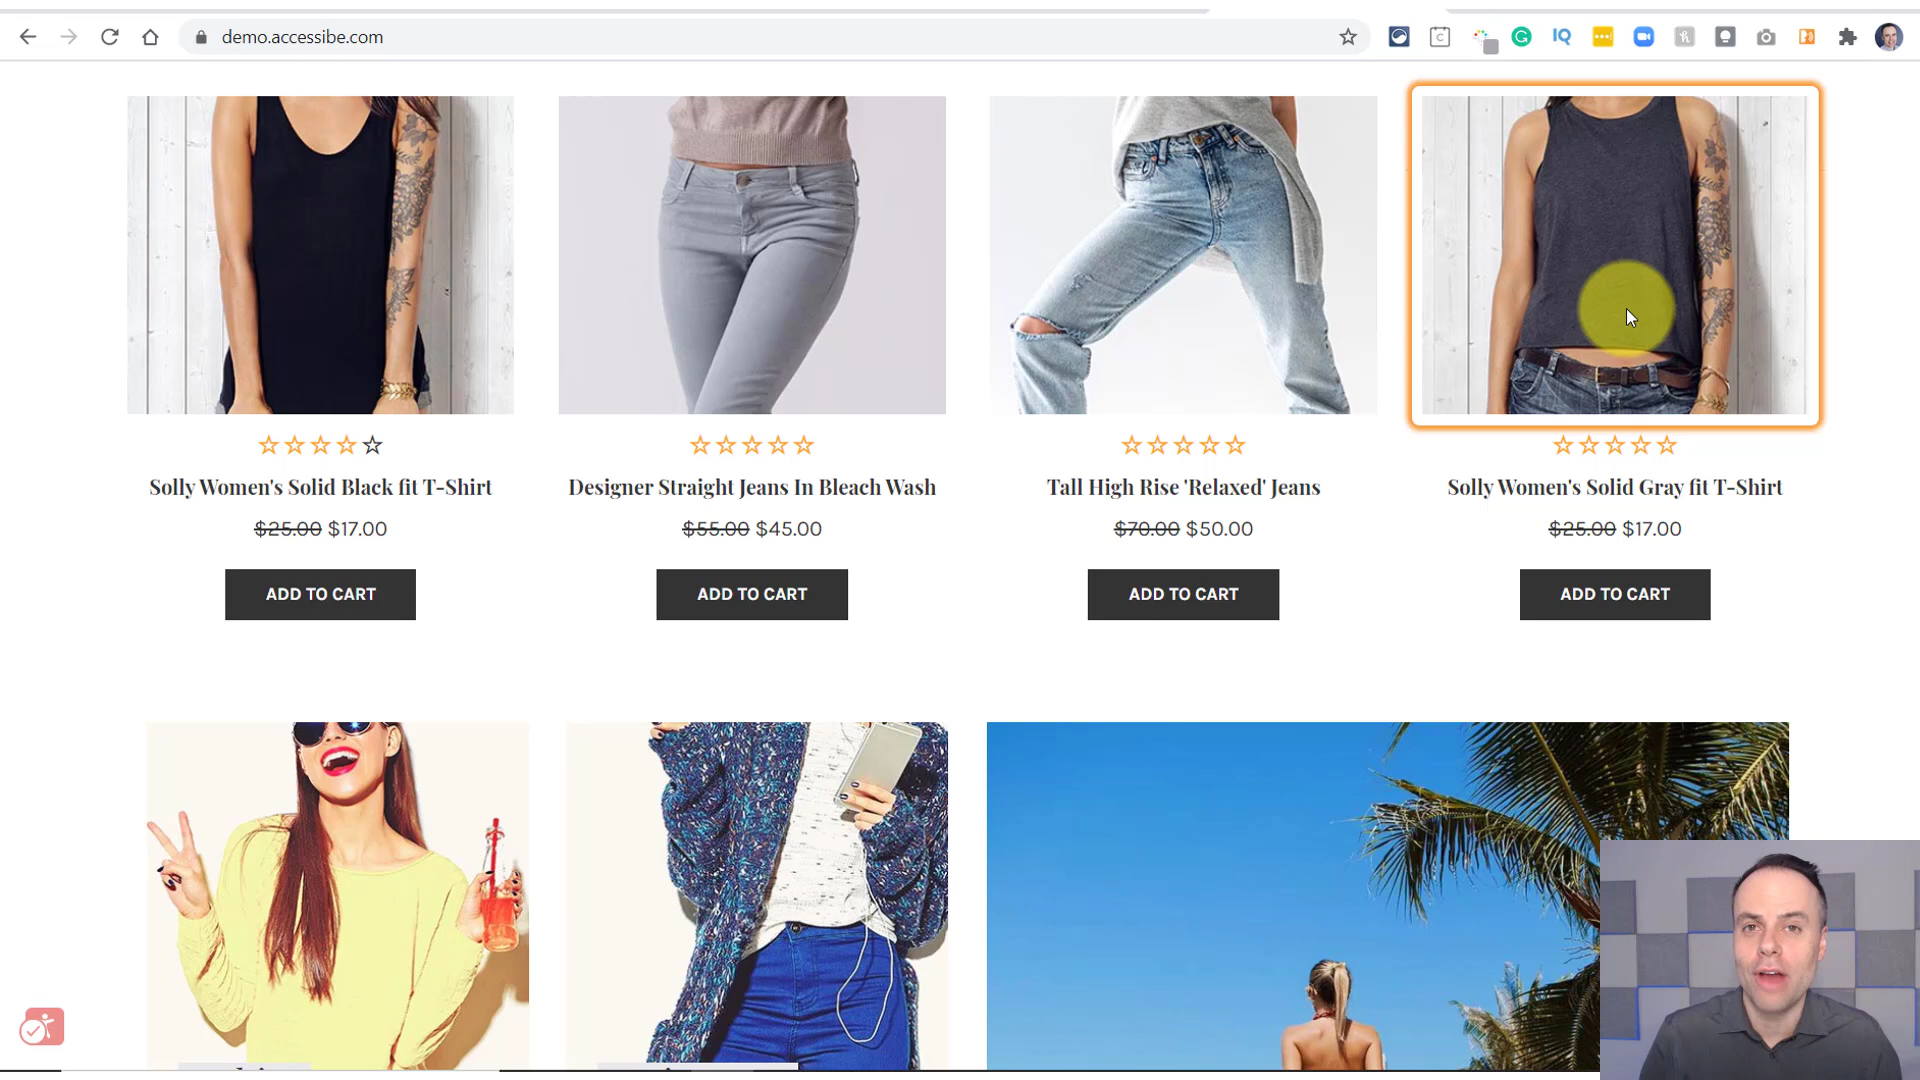 demo.accessibe.com
Solly Women's Solid Black fit T-Shirt
$25.00 $17.00
ADD TO CART
Designer Straight Jeans In Bleach Wash
$55.00 $45.00
ADD TO CART
Tall High Rise 'Relaxed' Jeans
$70.00 $50.00
ADD TO CART
Solly Women's Solid Gray fit T-Shirt
$25.00 $17.00
ADD TO CART